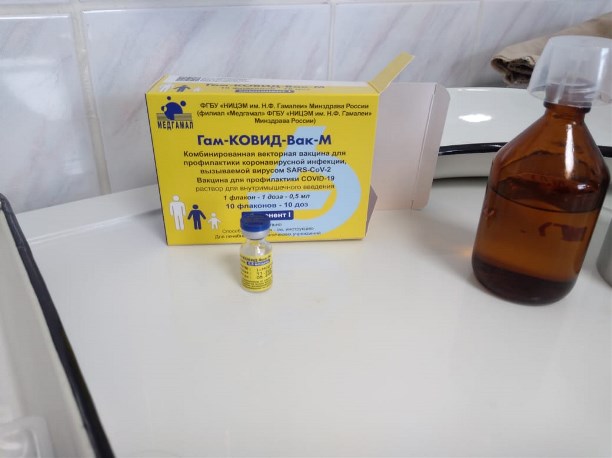 МЕДГАМАЛ
ФГБУ «НИЦЭМ им. Н.Ф. Гамалеи» Минздрава России
(филиал «Медгамал» ФГБУ «НИЦЭМ им. Н.Ф. Гамалеи»
Минздрава России)
Гам-КОВИД-Вак-М
Комбинированная векторная вакцина для
профилактики коронавирусной инфекции,
вызываемой вирусом SARS-CoV-2
Вакцина для профилактики COVID-19
раствор для внутримышечного введения
1 флакон - 1 доза - 0,5 мл
10 флаконов - 10 доз